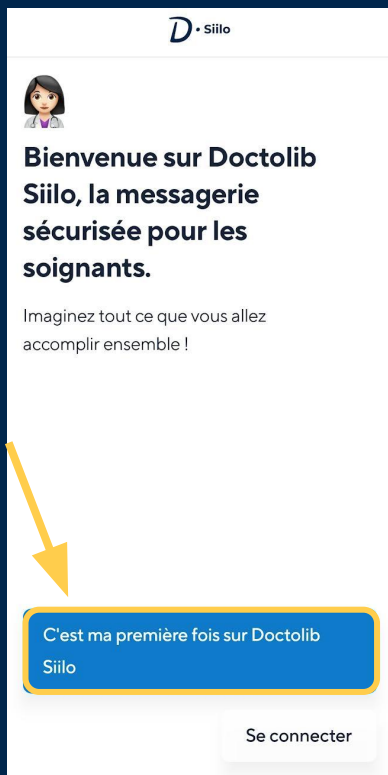 D • Siilo
Bienvenue sur Doctolib
Siilo, la messagerie
sécurisée pour les
soignants.
Imaginez tout ce que vous allez
accomplir ensemble !
C'est ma première fois sur Doctolib
Siilo
Se connecter